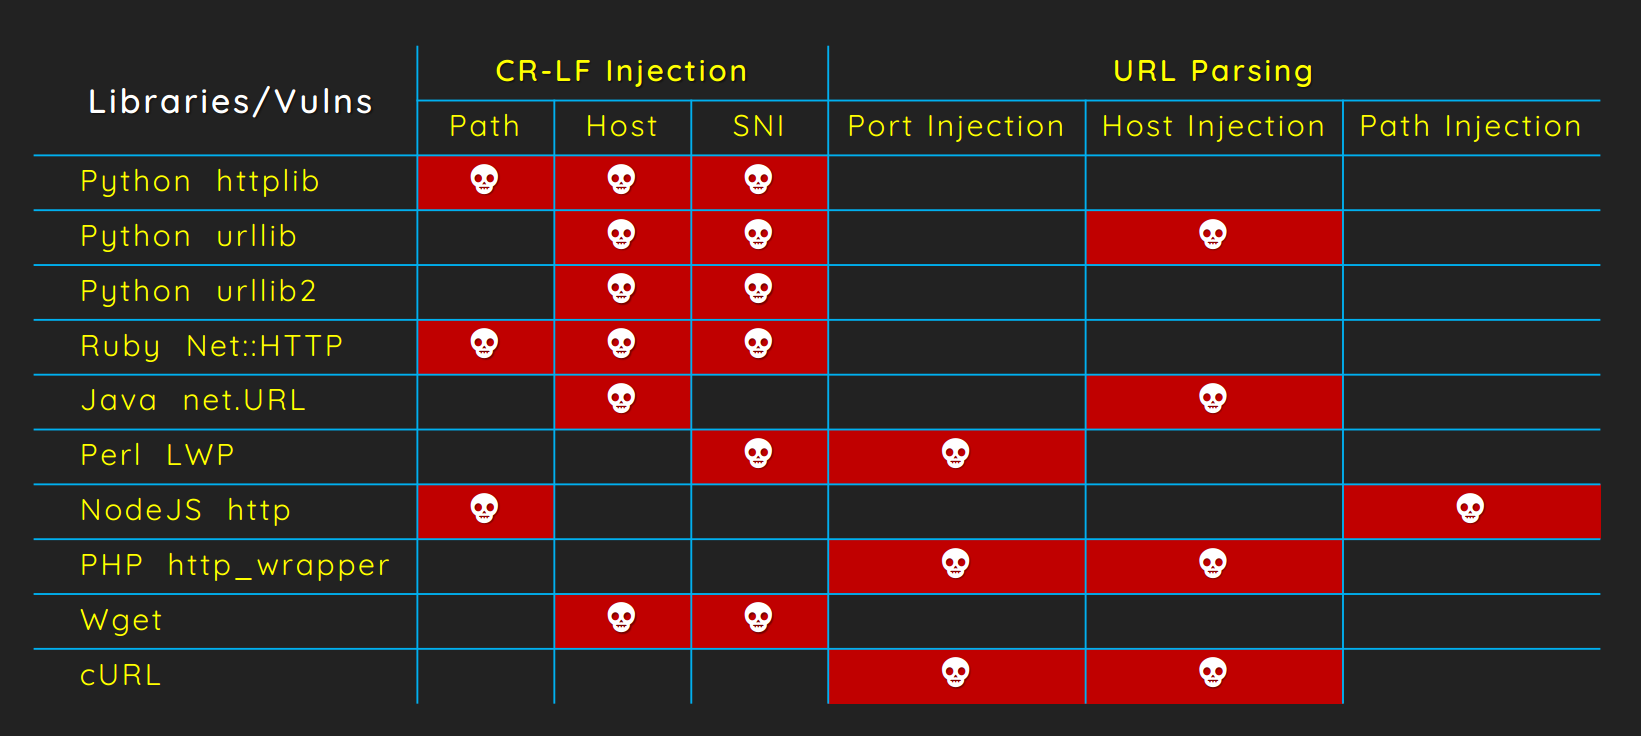 CR-LF Injection URL Parsing
Libraries/Vulns
Path Host SNI Port Injection Host Injection Path Injection
Python httplib
Python urllib
Python urllib2
Ruby Net::HTTP
Java net.URL
Perl LWP
NodeJS http
PHP http_wrapper
Wget
cURL